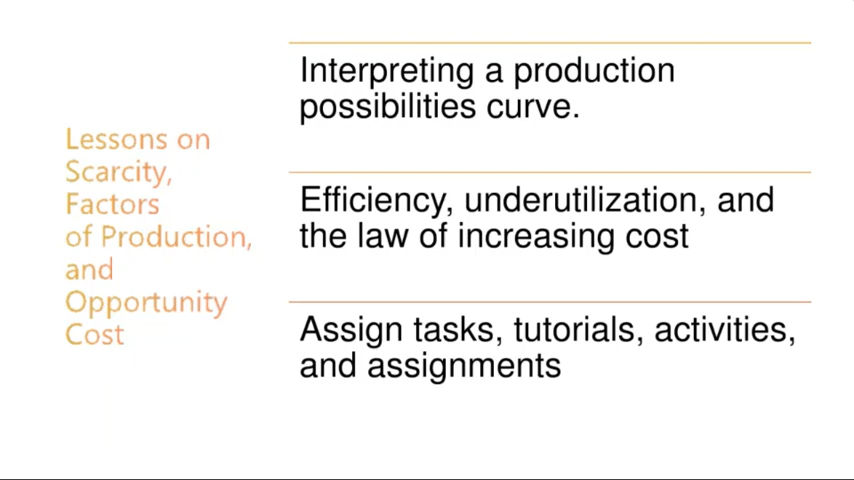 Lessons on
Scarcity,
Factors
of Production,
and
Opportunity
Cost
Interpreting a production
possibilities curve.
Efficiency, underutilization, and
the law of increasing cost
Assign tasks, tutorials, activities,
and assignments